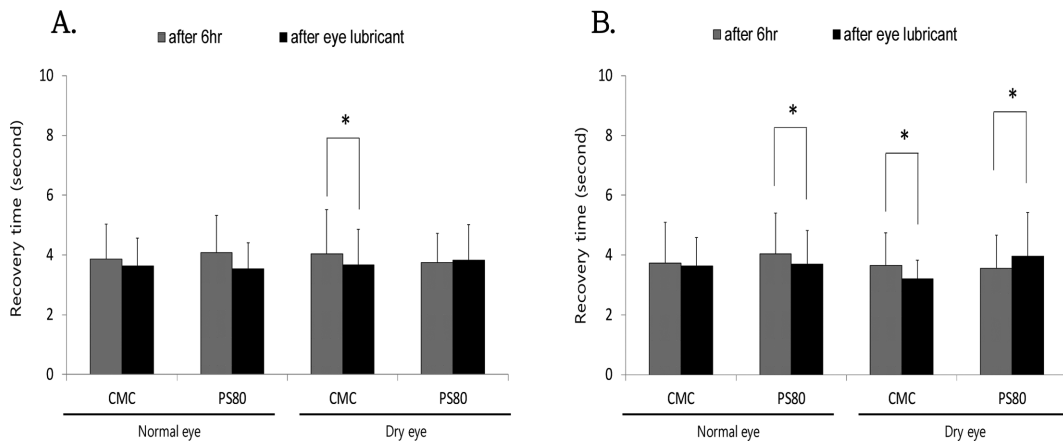 A.
after 6hr after eye lubricant
Recovery time (second)
10
8
6
4
2
0
*
CMC PS80 CMC PS80
Normal eye Dry eye
B.
after 6hr after eye lubricant
Recovery time (second)
10
8
6
4
2
0
* * *
CMC PS80 CMC PS80
Normal eye Dry eye